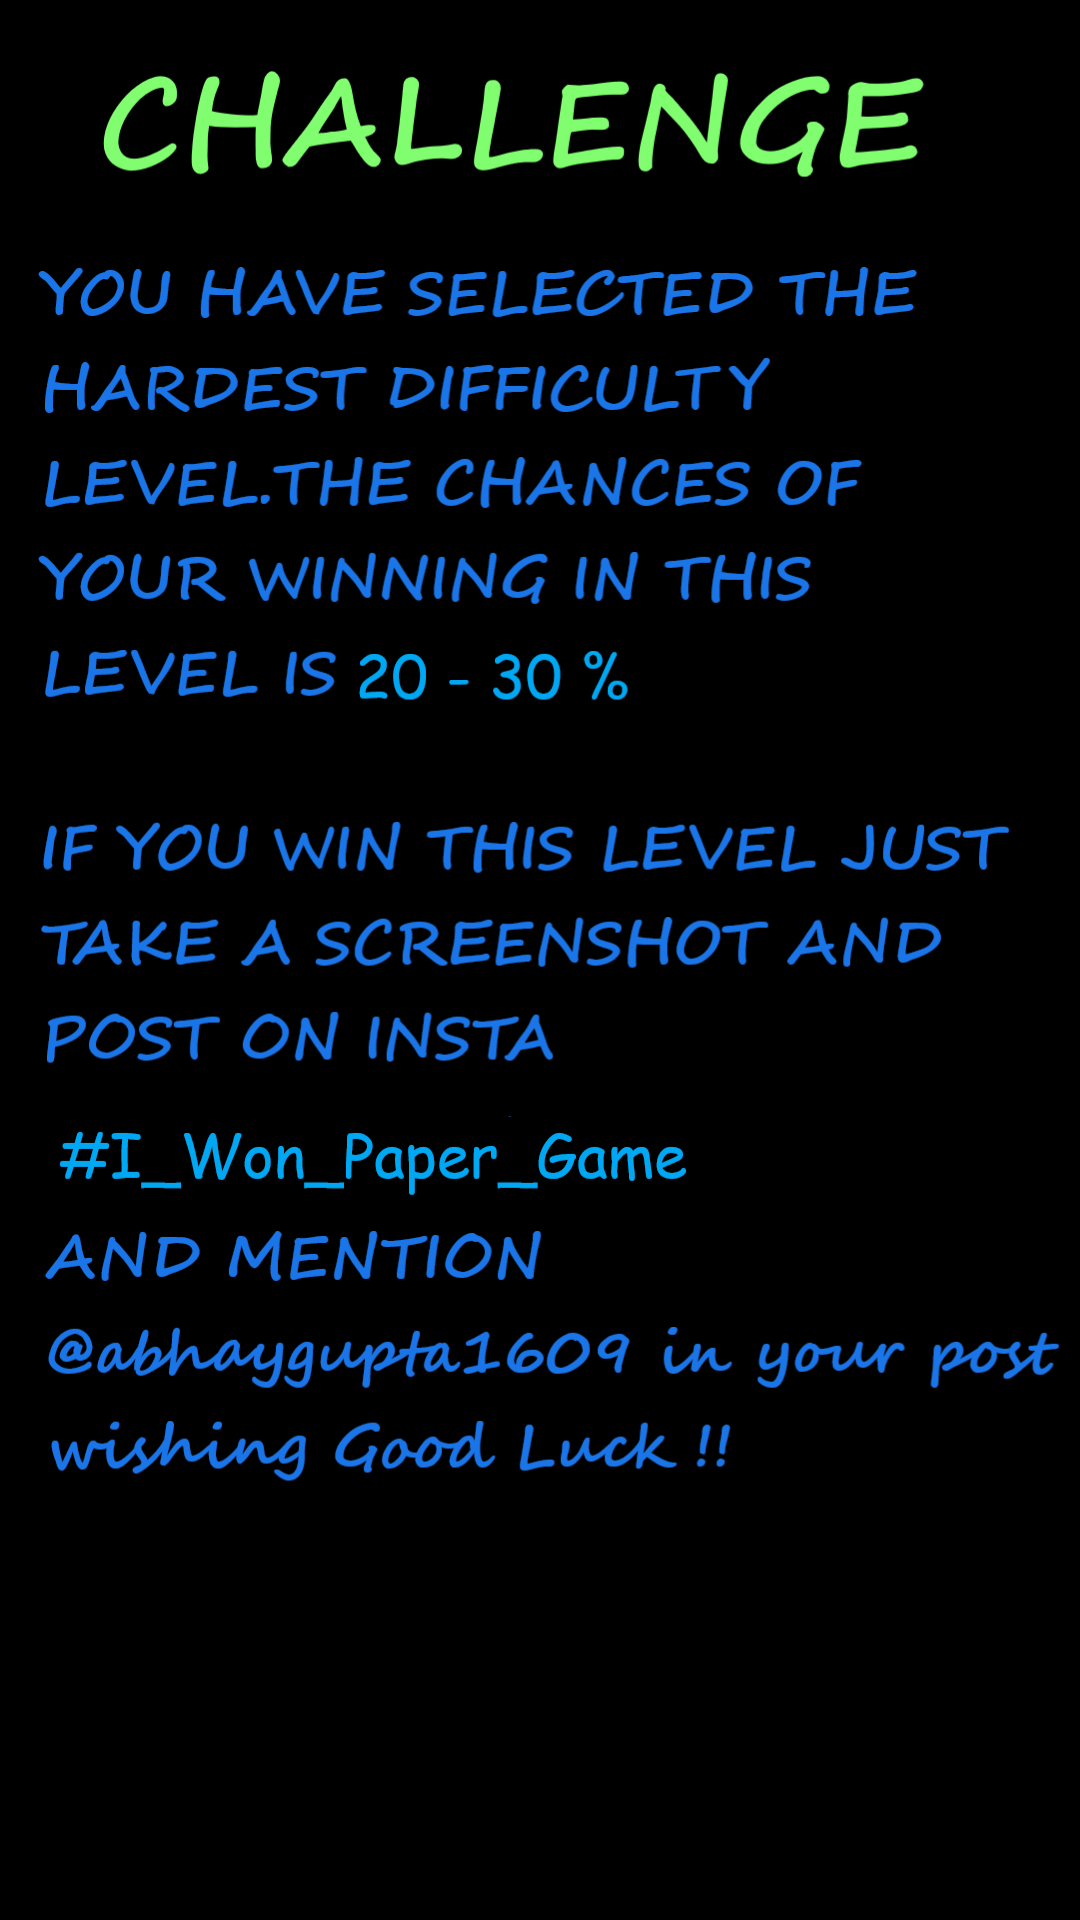 CHALLENGE
YOU HAVE SELECTED THE
HARDEST DIFFICULTY
LEVEL.THE CHANCES OF
YOUR WINNING IN THIS
LEVEL IS 20 - 30 %
IF YOU WIN THIS LEVEL JUST
TAKE A SCREENSHOT AND
POST ON INSTA
#I_Won_Paper_Game
AND MENTION
@abhaygupta1609 in your post
wishing Good Luck !!